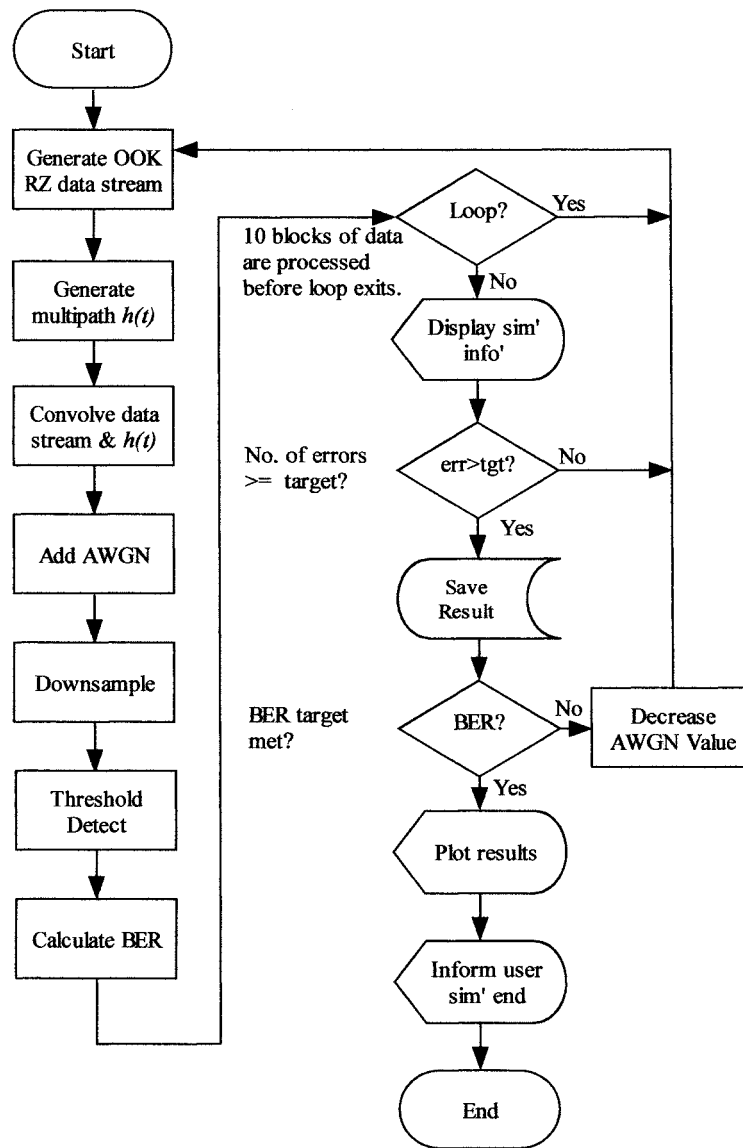 Start
Generate OOK
RZ data stream
Generate
multipath h(t)
Convolve data
stream & h(t)
Add AWGN
Downsample
Threshold
Detect
Calculate BER
10 blocks of data
are processed
before loop exits.
Loop?
Yes
No
Display sim'
info'
No. of errors
>= target?
err>tgt?
No
Yes
Save
Result
BER target
met?
BER?
No
Decrease
AWGN Value
Yes
Plot results
Inform user
sim' end
End